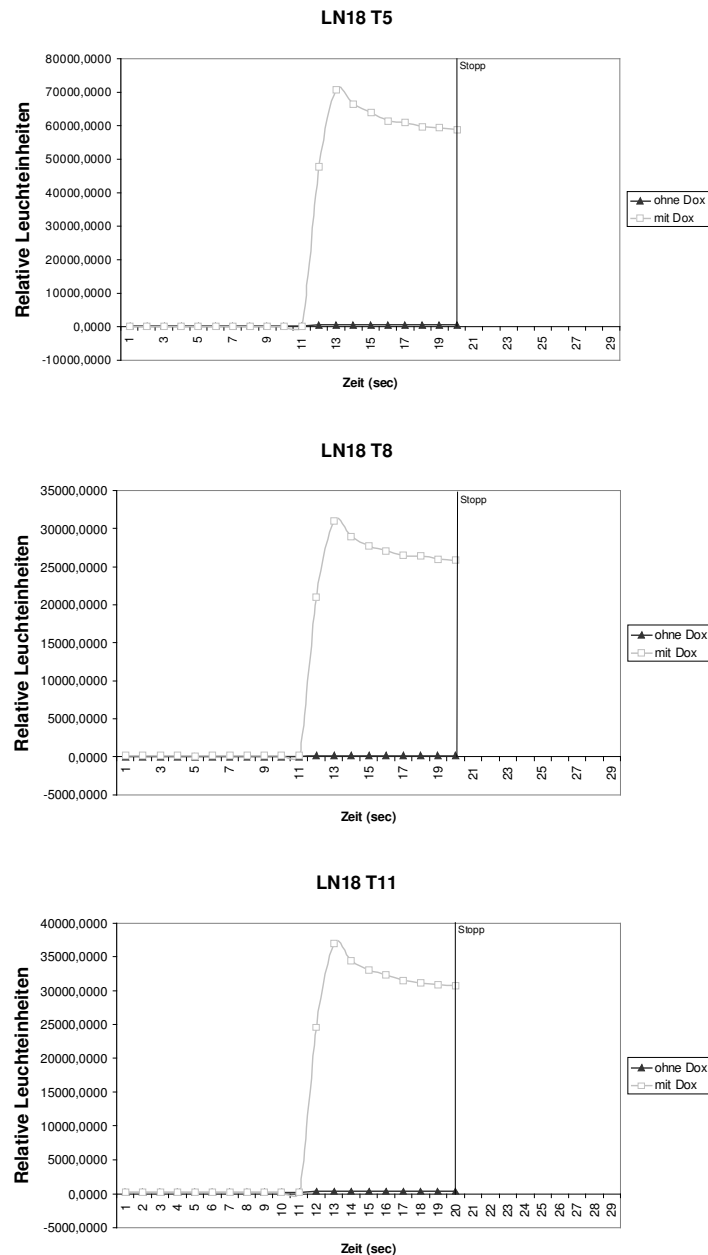 LN18 T5
Relative Leuchteinheiten
80000,0000
70000,0000
60000,0000
50000,0000
40000,0000
30000,0000
20000,0000
10000,0000
0,0000
-10000,0000
Stopp
1 3 5 7 9 11 13 15 17 19 21 23 25 27 29
Zeit (sec)
ohne Dox
mit Dox
LN18 T8
Relative Leuchteinheiten
35000,0000
30000,0000
25000,0000
20000,0000
15000,0000
10000,0000
5000,0000
0,0000
-5000,0000
Stopp
1 3 5 7 9 11 13 15 17 19 21 23 25 27 29
Zeit (sec)
ohne Dox
mit Dox
LN18 T11
Relative Leuchteinheiten
40000,0000
35000,0000
30000,0000
25000,0000
20000,0000
15000,0000
10000,0000
5000,0000
0,0000
-5000,0000
Stopp
1 2 3 4 5 6 7 8 9 10 11 12 13 14 15 16 17 18 19 20 21 22 23 24 25 26 27 28 29
Zeit (sec)
ohne Dox
mit Dox